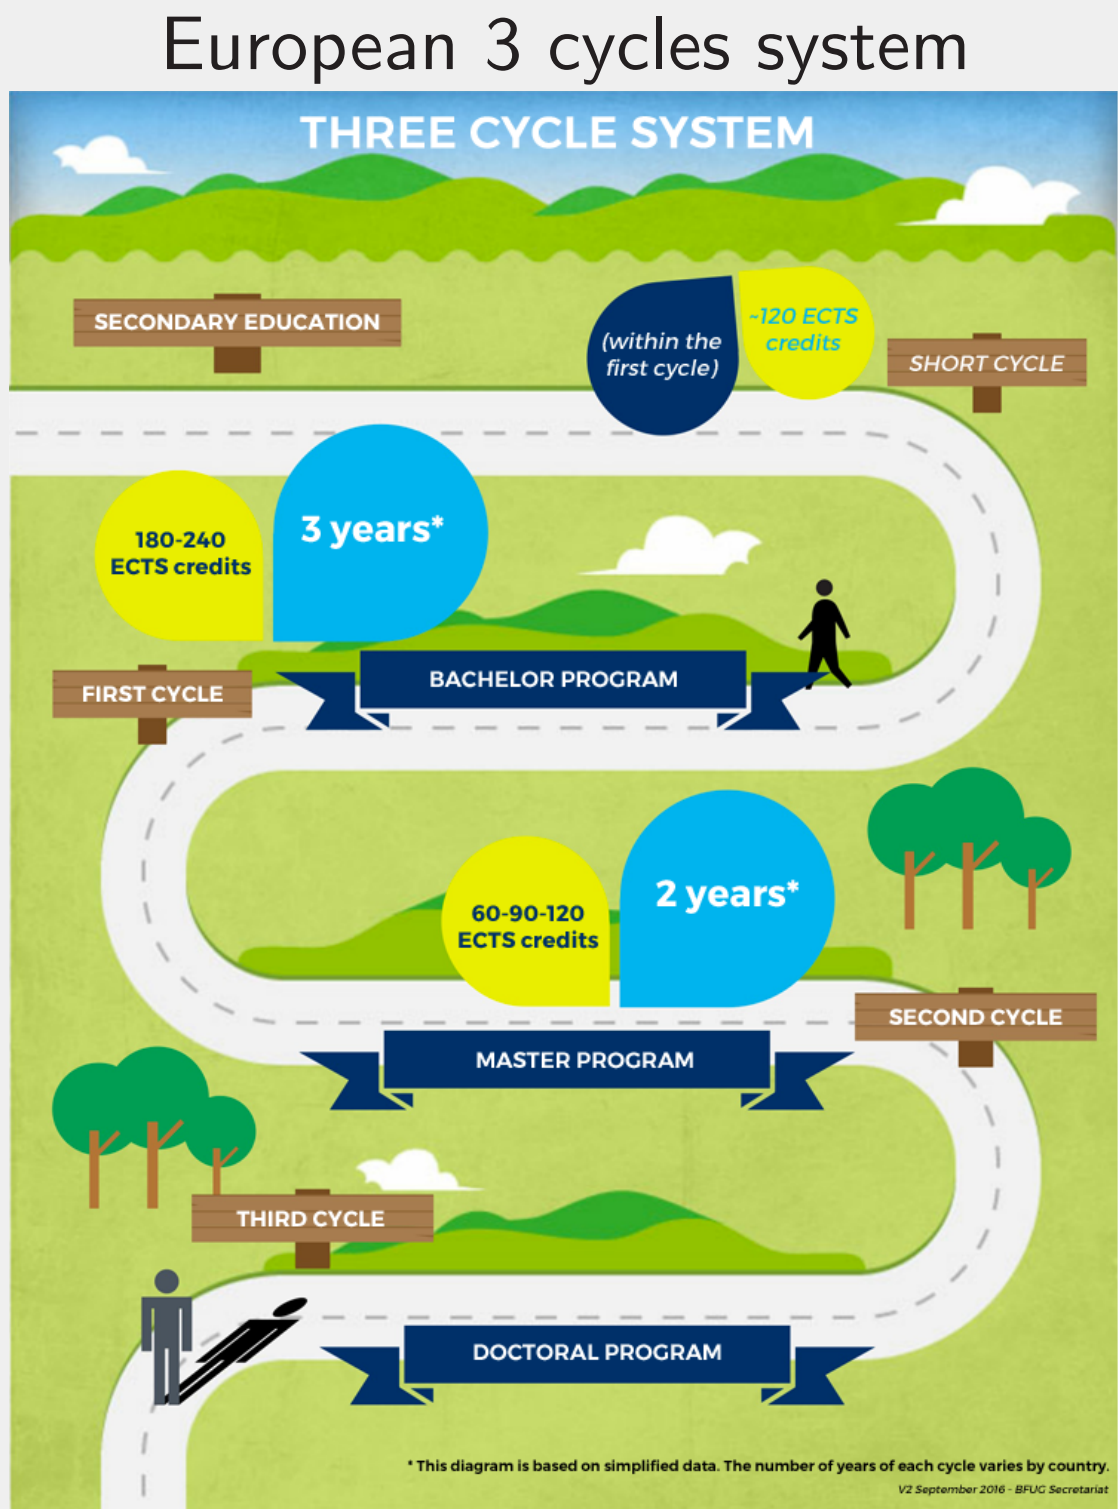 European 3 cycles system
THREE CYCLE SYSTEM
SECONDARY EDUCATION
(within the
first cycle)
~120 ECTS
credits
SHORT CYCLE
180-240
ECTS credits
3 years*
FIRST CYCLE
BACHELOR PROGRAM
60-90-120
ECTS credits
2 years*
SECOND CYCLE
MASTER PROGRAM
THIRD CYCLE
DOCTORAL PROGRAM
* This diagram is based on simplified data. The number of years of each cycle varies by country.
V2 September 2016 - BFUG Secretariat